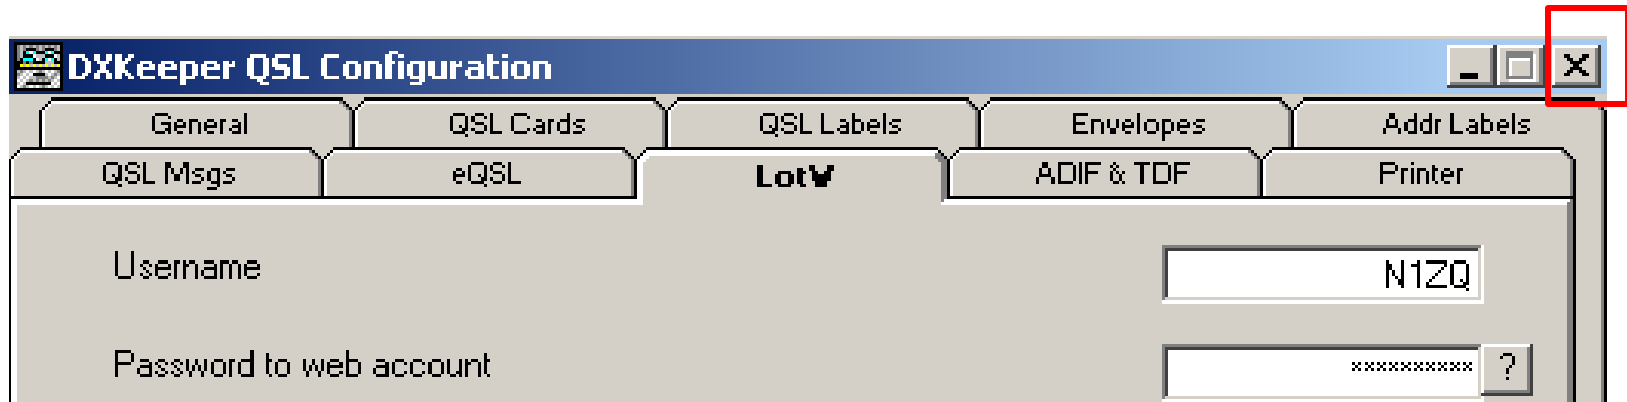 DXKeeper QSL Configuration
General QSL Cards QSL Labels Envelopes Addr Labels
QSL Msgs eQSL LotW ADIF & TDF Printer
Username N1ZQ
Password to web account ********** ?